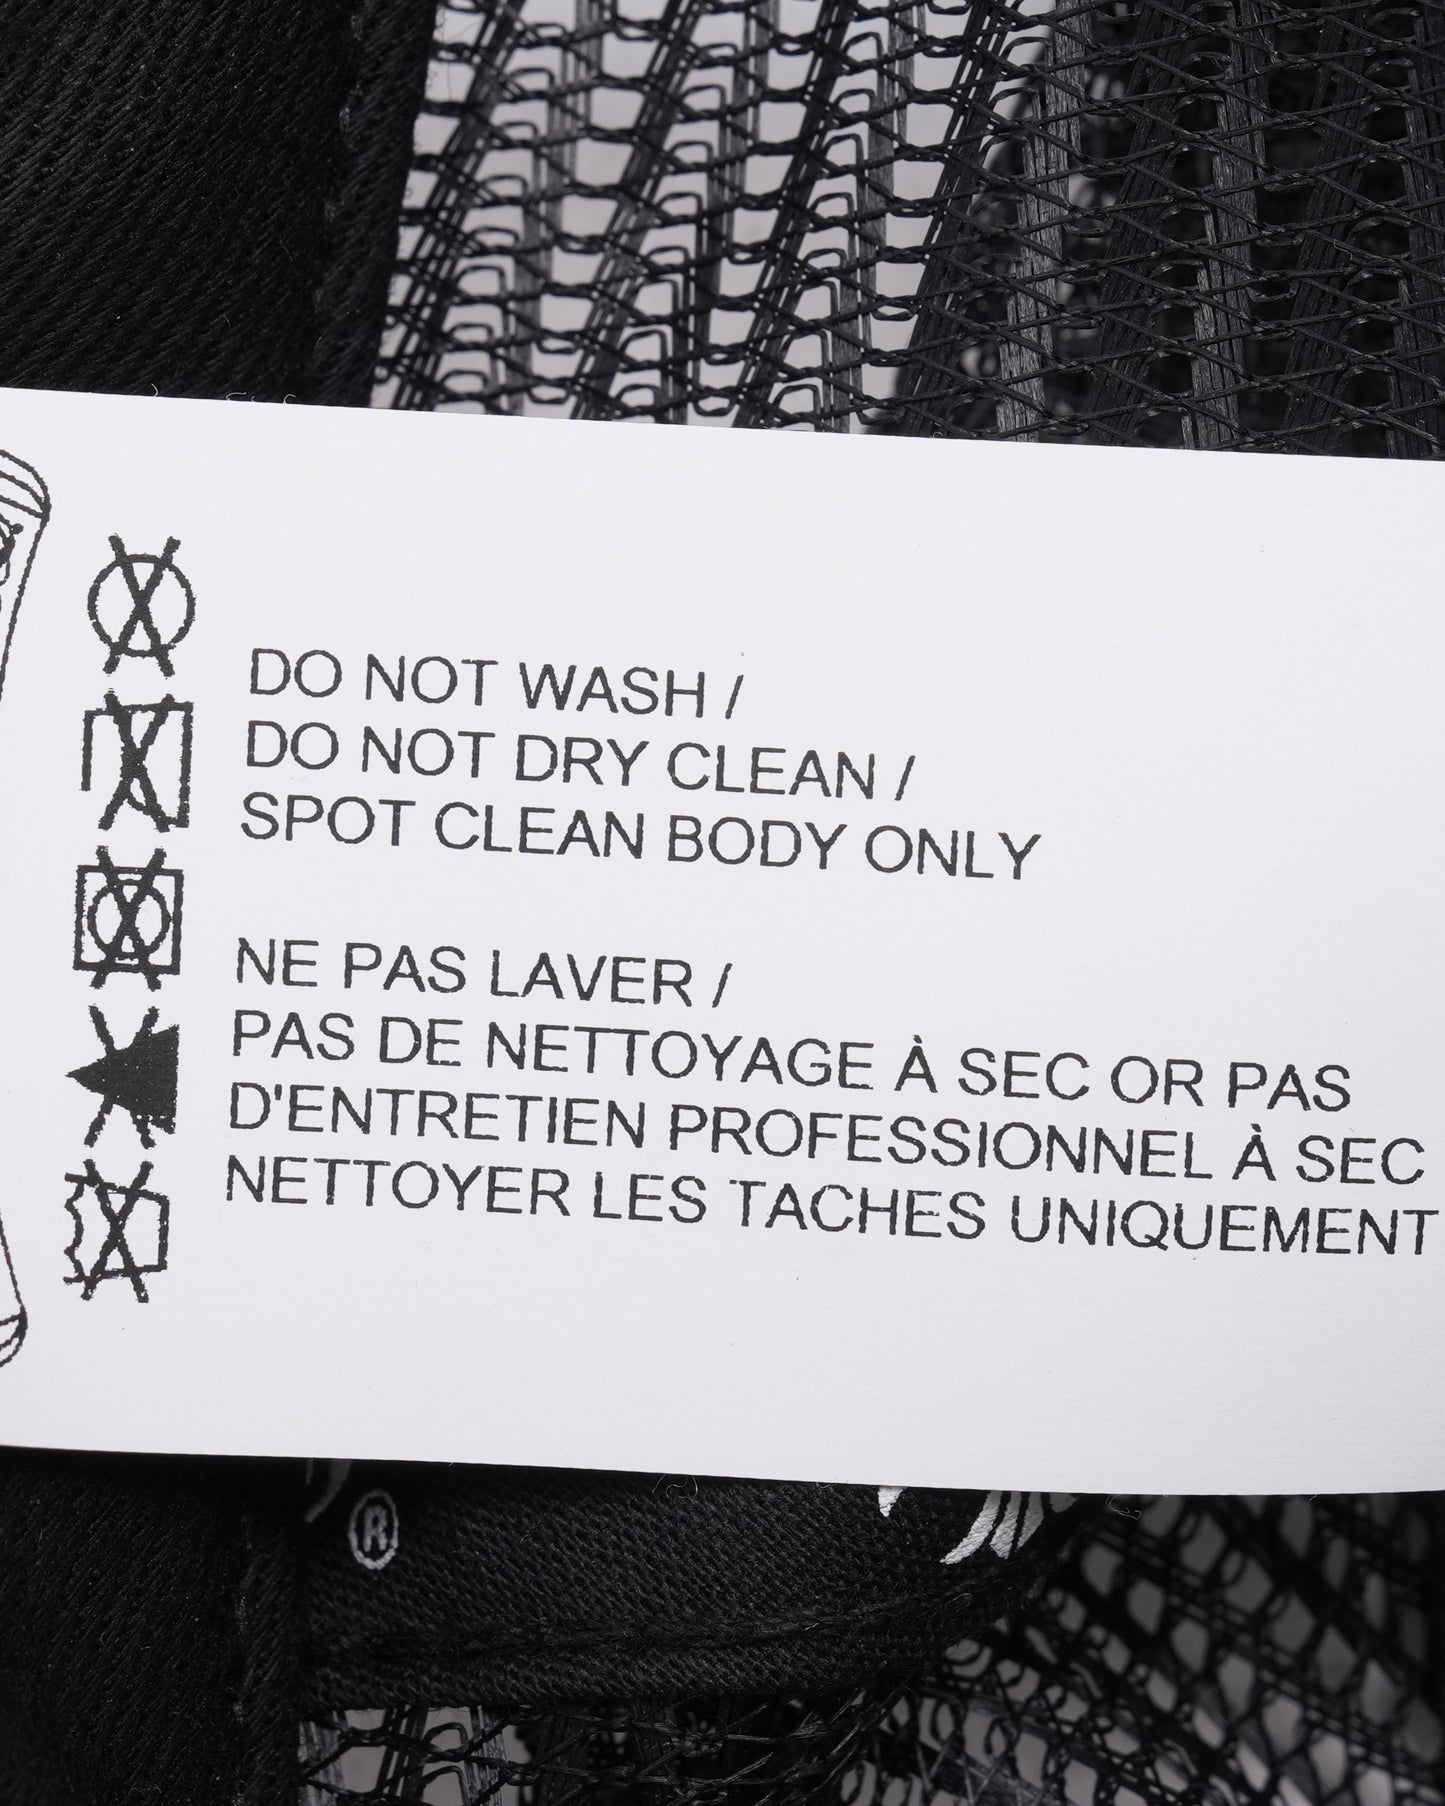 DO NOT WASH /
DO NOT DRY CLEAN /
SPOT CLEAN BODY ONLY
NE PAS LAVER /
PAS DE NETTOYAGE À SEC OR PAS
D'ENTRETIEN PROFESSIONNEL À SEC
NETTOYER LES TACHES UNIQUEMENT
®